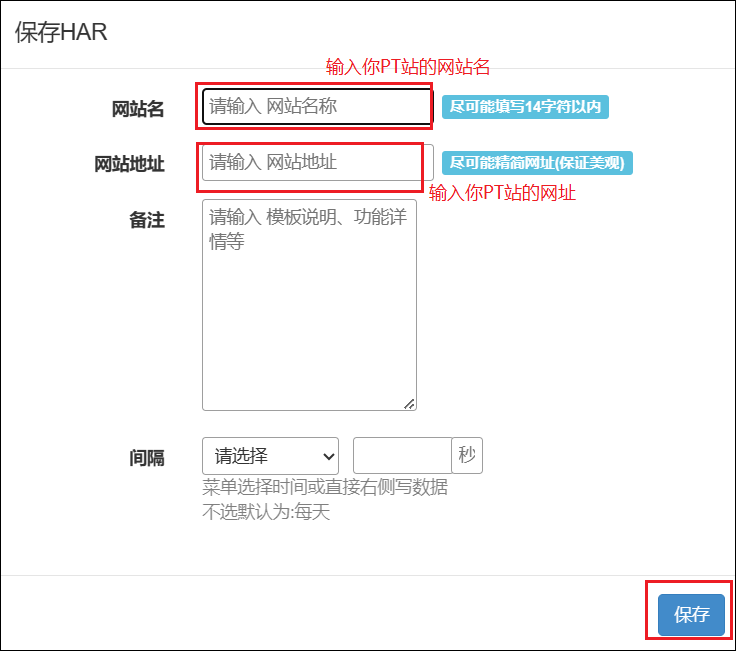 保存HAR
输入你PT站的网站名
网站名
请输入 网站名称
尽可能填写14字符以内
网站地址
请输入 网站地址
尽可能精简网址(保证美观)
输入你PT站的网址
备注
请输入 模板说明、功能详
情等
间隔
请选择
秒
菜单选择时间或直接右侧写数据
不选默认为:每天
保存